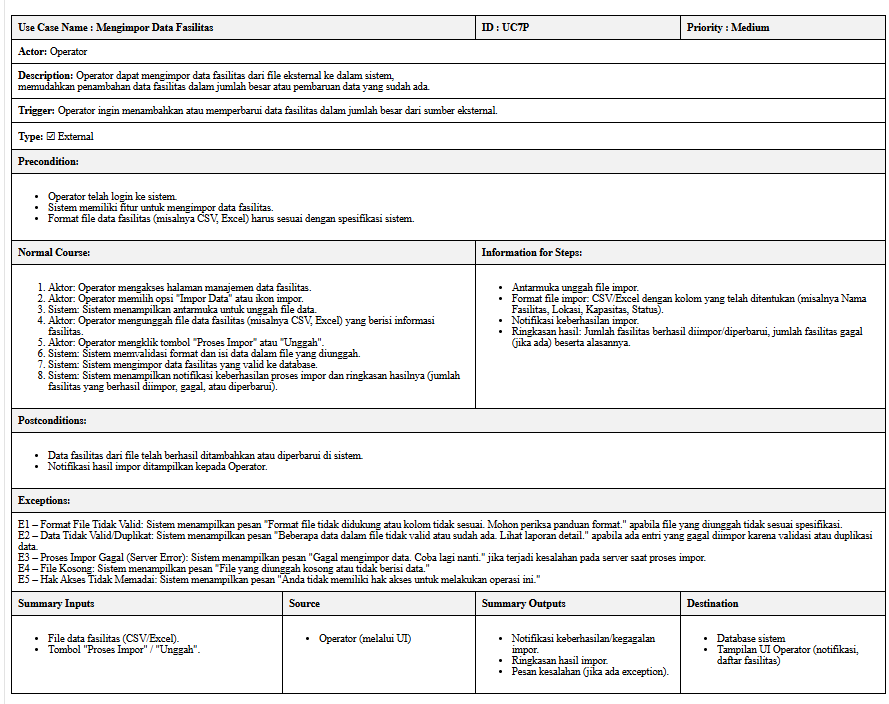 Use Case Name : Mengimpor Data Fasilitas
ID : UC7P
Priority : Medium
Actor: Operator
Description: Operator dapat mengimpor data fasilitas dari file eksternal ke dalam sistem,
memudahkan penambahan data fasilitas dalam jumlah besar atau pembaruan data yang sudah ada.
Trigger: Operator ingin menambahkan atau memperbarui data fasilitas dalam jumlah besar dari sumber eksternal.
Type: ☑ External
Precondition:
• Operator telah login ke sistem.
• Sistem memiliki fitur untuk mengimpor data fasilitas.
• Format file data fasilitas (misalnya CSV, Excel) harus sesuai dengan spesifikasi sistem.
Normal Course:
1. Aktor: Operator mengakses halaman manajemen data fasilitas.
2. Aktor: Operator memilih opsi "Impor Data" atau ikon impor.
3. Sistem: Sistem menampilkan antarmuka untuk unggah file data.
4. Aktor: Operator mengunggah file data fasilitas (misalnya CSV, Excel) yang berisi informasi
fasilitas.
5. Aktor: Operator mengklik tombol "Proses Impor" atau "Unggah".
6. Sistem: Sistem memvalidasi format dan isi data dalam file yang diunggah.
7. Sistem: Sistem mengimpor data fasilitas yang valid ke database.
8. Sistem: Sistem menampilkan notifikasi keberhasilan proses impor dan ringkasan hasilnya (jumlah
fasilitas yang berhasil diimpor, gagal, atau diperbarui).
Information for Steps:
• Antarmuka unggah file impor.
• Format file impor: CSV/Excel dengan kolom yang telah ditentukan (misalnya Nama
Fasilitas, Lokasi, Kapasitas, Status).
• Notifikasi keberhasilan impor.
• Ringkasan hasil: Jumlah fasilitas berhasil diimpor/diperbarui, jumlah fasilitas gagal
(jika ada) beserta alasannya.
Postconditions:
• Data fasilitas dari file telah berhasil ditambahkan atau diperbarui di sistem.
• Notifikasi hasil impor ditampilkan kepada Operator.
Exceptions:
E1 – Format File Tidak Valid: Sistem menampilkan pesan "Format file tidak didukung atau kolom tidak sesuai. Mohon periksa panduan format." apabila file yang diunggah tidak sesuai spesifikasi.
E2 – Data Tidak Valid/Duplikat: Sistem menampilkan pesan "Beberapa data dalam file tidak valid atau sudah ada. Lihat laporan detail." apabila ada entri yang gagal diimpor karena validasi atau duplikasi
data.
E3 – Proses Impor Gagal (Server Error): Sistem menampilkan pesan "Gagal mengimpor data. Coba lagi nanti." jika terjadi kesalahan pada server saat proses impor.
E4 – File Kosong: Sistem menampilkan pesan "File yang diunggah kosong atau tidak berisi data."
E5 – Hak Akses Tidak Memadai: Sistem menampilkan pesan "Anda tidak memiliki hak akses untuk melakukan operasi ini."
Summary Inputs
• File data fasilitas (CSV/Excel).
• Tombol "Proses Impor" / "Unggah".
Source
• Operator (melalui UI)
Summary Outputs
• Notifikasi keberhasilan/kegagalan
impor.
• Ringkasan hasil impor.
• Pesan kesalahan (jika ada exception).
Destination
• Database sistem
• Tampilan UI Operator (notifikasi,
daftar fasilitas)